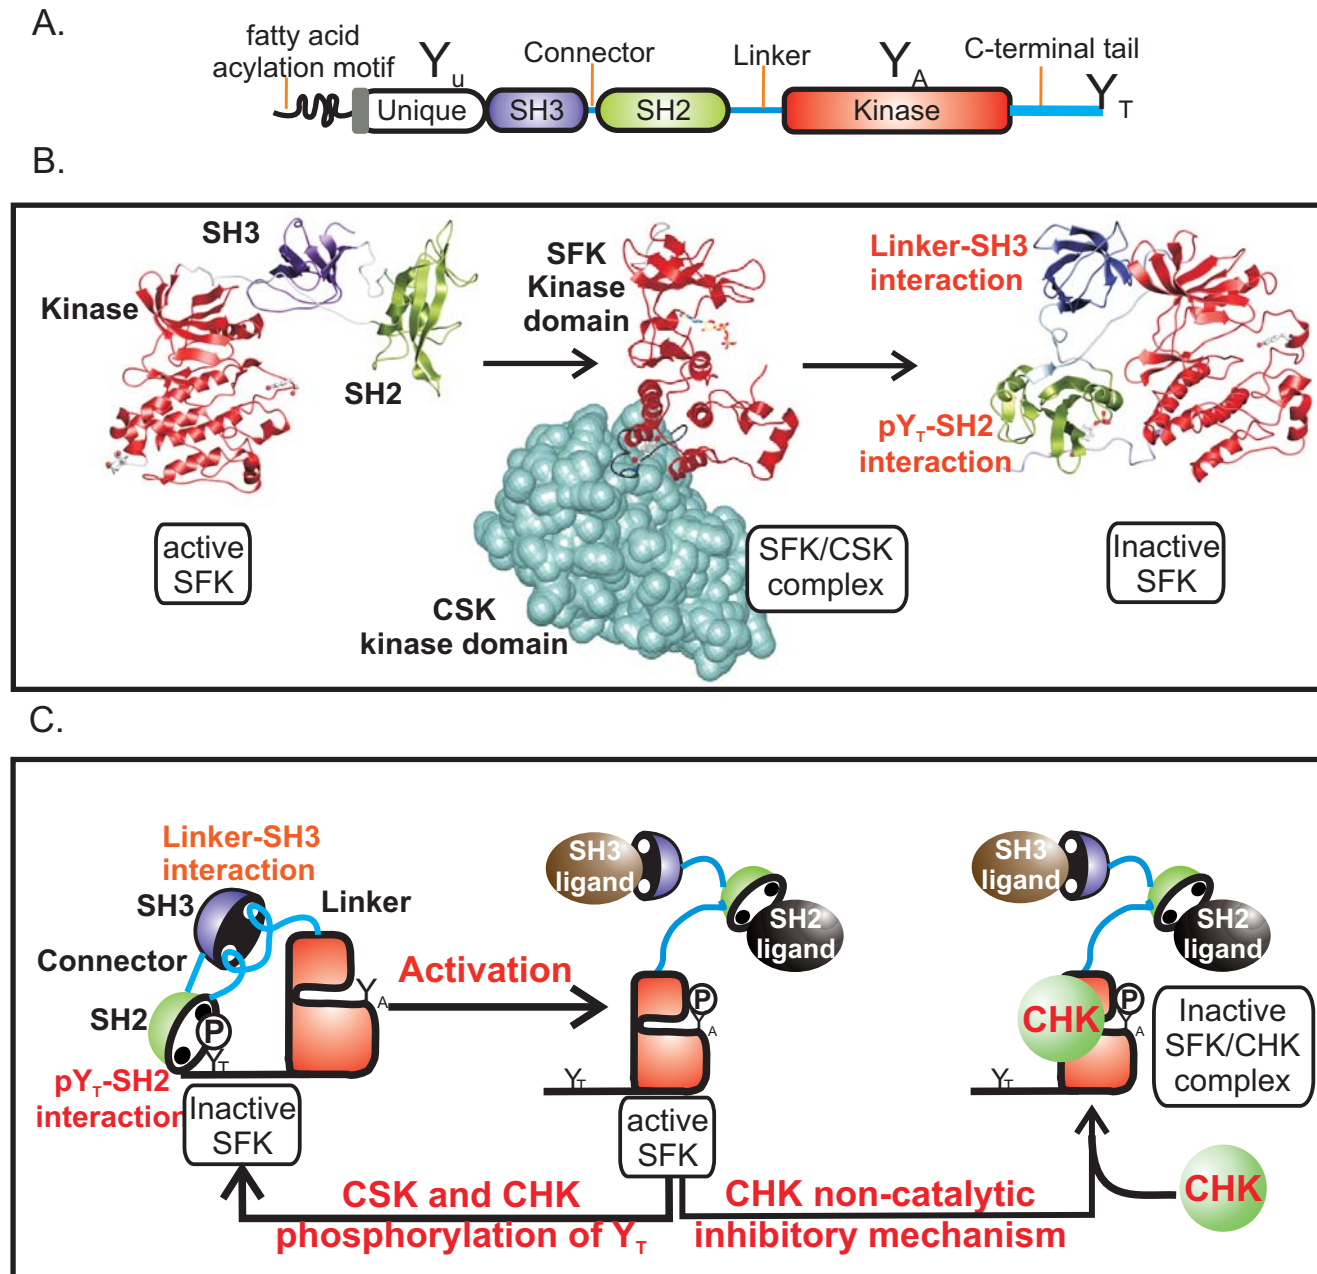 A.
fatty acid
acylation motif
Yu
Connector
Linker
YA
C-terminal tail
YT
Unique
SH3
SH2
Kinase
B.
SH3
Kinase
SH2
SFK
Kinase
domain
Linker-SH3
interaction
pYT-SH2
interaction
active
SFK
SFK/CSK
complex
CSK
kinase domain
Inactive
SFK
C.
Linker-SH3
interaction
SH3
Linker
Connector
SH2
P
YT
YA
pYT-SH2
interaction
Inactive
SFK
Activation
SH3
ligand
SH2
ligand
P
YA
YT
active
SFK
SH3
ligand
SH2
ligand
CHK
P
YA
YT
Inactive
SFK/CHK
complex
CSK and CHK
phosphorylation of YT
CHK non-catalytic
inhibitory mechanism
CHK